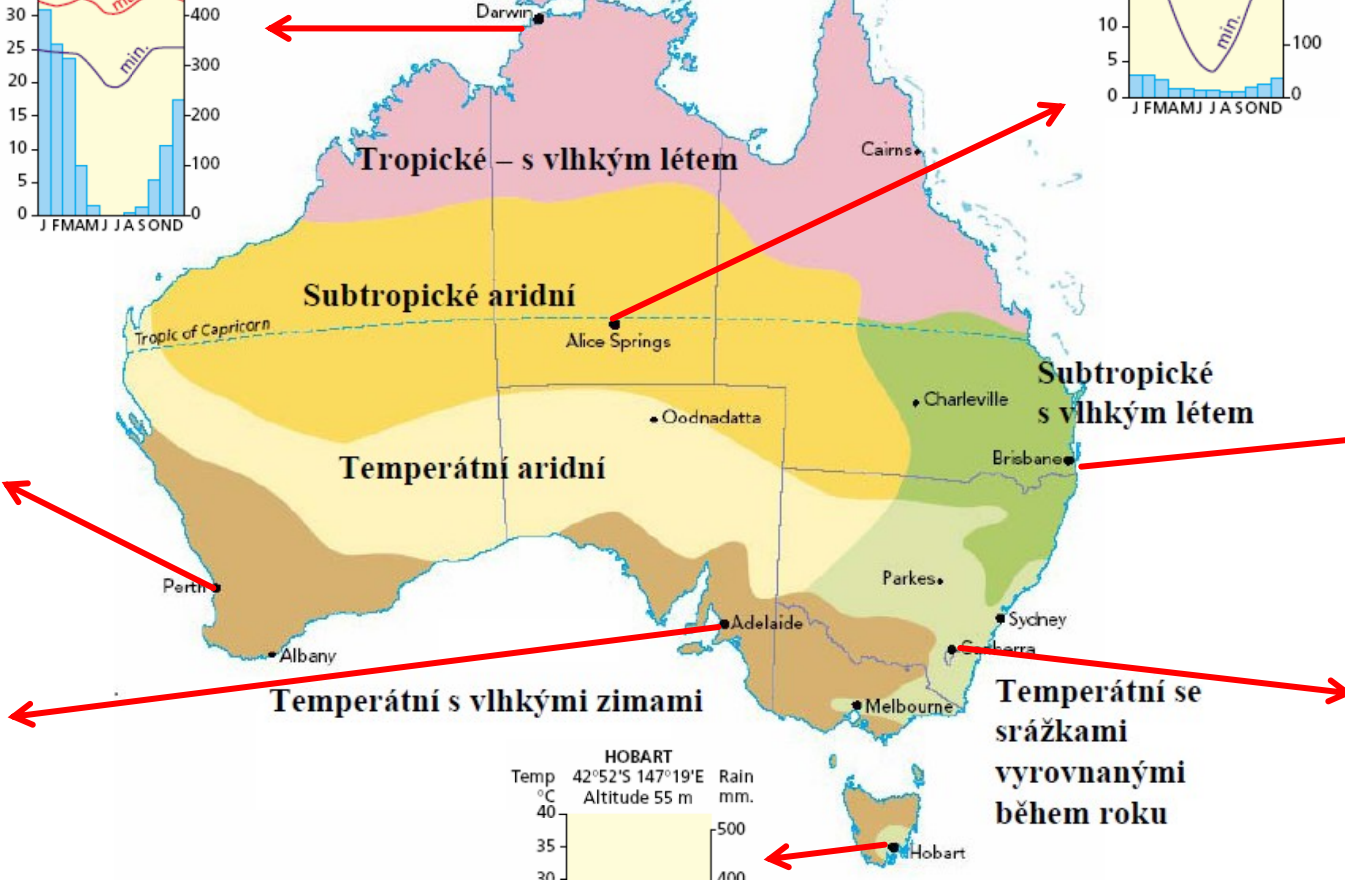 30
25
20
15
10
5
0
400
300
200
100
0
min.
J FMAMJ JASOND
Darwin
10
5
0
100
0
min.
J FMAMJ JASOND
Cairns
Tropické – s vlhkým létem
Subtropické aridní
Tropic of Capricorn
Alice Springs
Subtropické
s vlhkým létem
Charleville
Oodnadatta
Brisbane
Temperátní aridní
Parkes
Perth
Sydney
Adelaide
Canberra
Albany
Temperátní s vlhkými zimami
Melbourne
Temperátní se
srážkami
vyrovnanými
během roku
HOBART
Temp 42°52'S 147°19'E Rain
°C Altitude 55 m mm.
40
35
30
500
400
Hobart